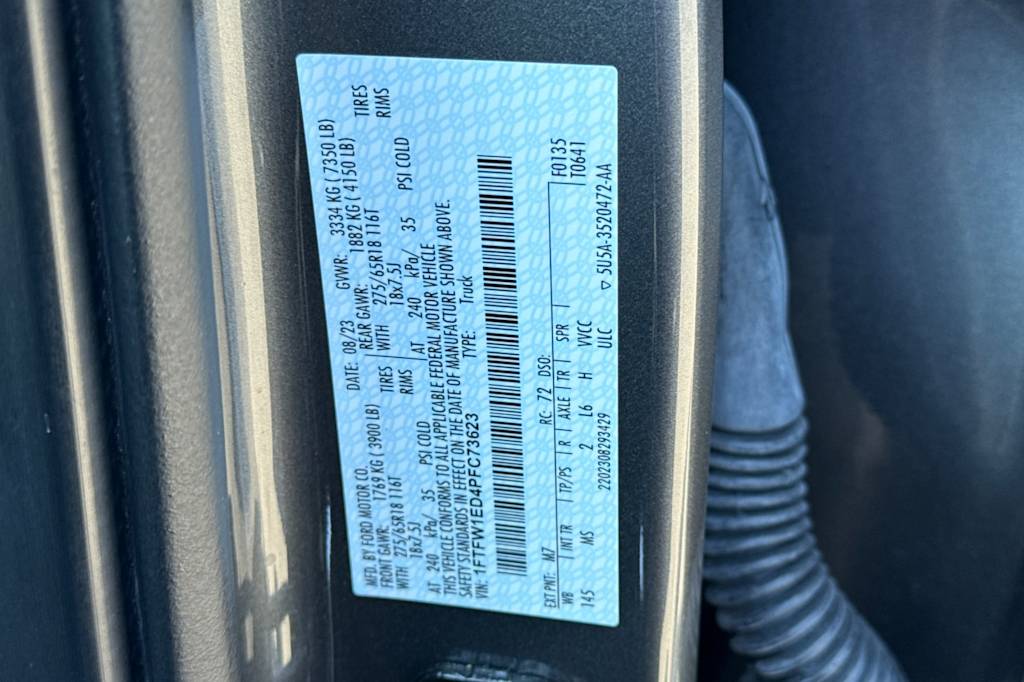 MFD. BY FORD MOTOR CO. DATE: 08/23 GVWR: 3334 KG ( 7350 LB)
FRONT GAWR: 1769 KG ( 3900 LB) REAR GAWR: 1882 KG ( 4150 LB)
WITH 275/65R18 116T TIRES WITH 275/65R18 116T TIRES
18x7.5J RIMS 18x7.5J RIMS
AT 240 kPa/ 35 PSI COLD AT 240 kPa/ 35 PSI COLD
THIS VEHICLE CONFORMS TO ALL APPLICABLE FEDERAL MOTOR VEHICLE
SAFETY STANDARDS IN EFFECT ON THE DATE OF MANUFACTURE SHOWN ABOVE.
VIN: 1FTFW1ED4PFC73623 TYPE: Truck
EXT PNT: M7 RC: 72 DSO: F0135
WB INT TR TP/PS R AXLE TR SPR T0641
145 MS 2 L6 H VVCC
2202308293429 ULC ▽ 5U5A-3520472-AA